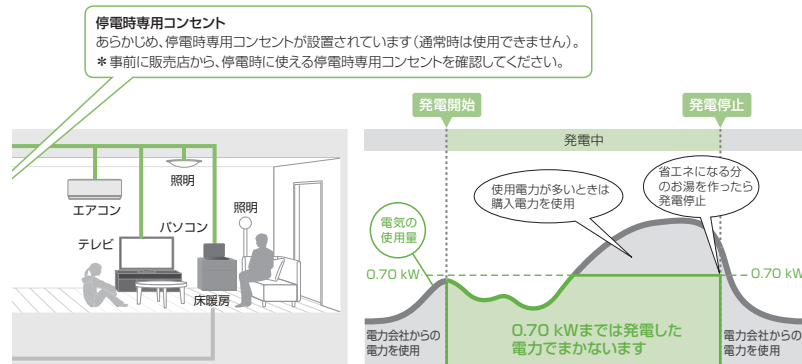 停電時専用コンセント
あらかじめ、停電時専用コンセントが設置されています(通常時は使用できません)。
＊事前に販売店から、停電時に使える停電時専用コンセントを確認してください。
照明
エアコン
パソコン
照明
テレビ
床暖房
発電開始
発電停止
発電中
使用電力が多いときは
購入電力を使用
省エネになる分
のお湯を作ったら
発電停止
電気の
使用量
0.70 kW
0.70 kW
電力会社からの
電力を使用
0.70 kWまでは発電した
電力でまかないます
電力会社からの
電力を使用